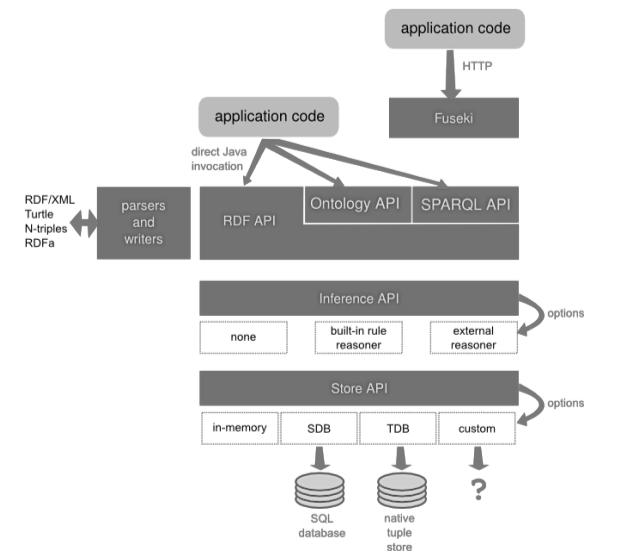 application code
HTTP
Fuseki
application code
direct Java
invocation
RDF/XML
Turtle
N-triples
RDFa
parsers
and
writers
RDF API
Ontology API
SPARQL API
Inference API
options
none
built-in rule
reasoner
external
reasoner
Store API
options
in-memory
SDB
TDB
custom
?
SQL
database
native
tuple
store